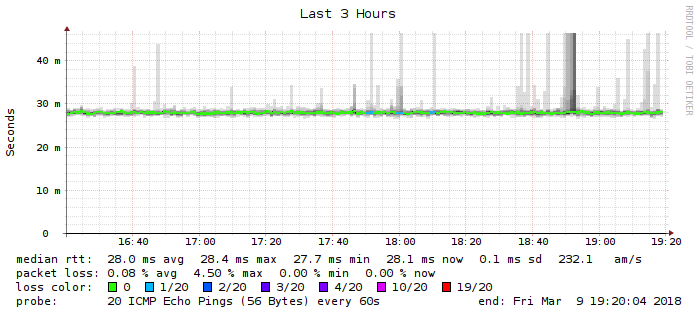 Last 3 Hours
RRDTOOL / TOBI OETIKER
Seconds
40 m
30 m
20 m
10 m
0
16:40 17:00 17:20 17:40 18:00 18:20 18:40 19:00 19:20
median rtt: 28.0 ms avg 28.4 ms max 27.7 ms min 28.1 ms now 0.1 ms sd 232.1 am/s
packet loss: 0.08 % avg 4.50 % max 0.00 % min 0.00 % now
loss color: 0 1/20 2/20 3/20 4/20 10/20 19/20
probe: 20 ICMP Echo Pings (56 Bytes) every 60s end: Fri Mar 9 19:20:04 2018